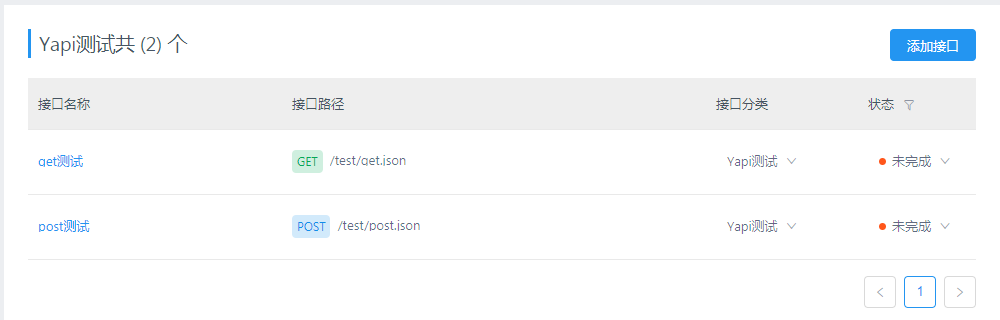 Yapi测试共 (2) 个
添加接口
接口名称 接口路径 接口分类 状态
get测试 GET /test/get.json Yapi测试 未完成
post测试 POST /test/post.json Yapi测试 未完成
1